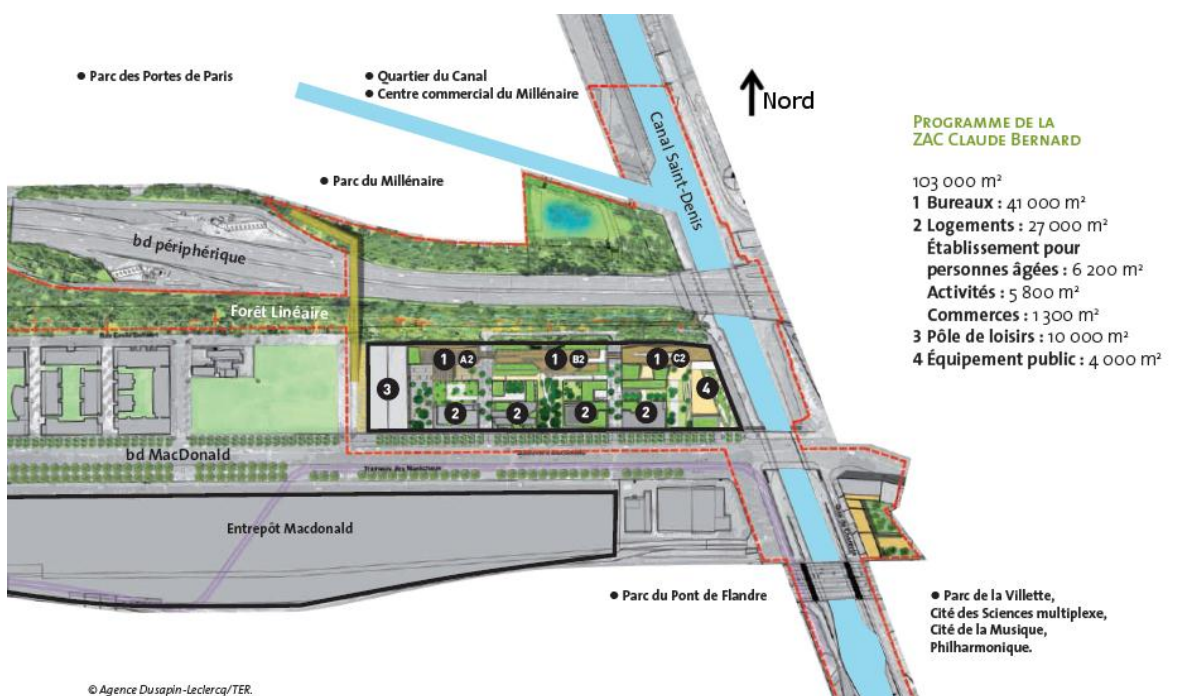 ● Parc des Portes de Paris
● Quartier du Canal
● Centre commercial du Millénaire
Nord
Canal Saint-Denis
● Parc du Millénaire
bd périphérique
Forêt Linéaire
PROGRAMME DE LA
ZAC CLAUDE BERNARD
103 000 m²
1 Bureaux : 41 000 m²
2 Logements : 27 000 m²
Établissement pour
personnes âgées : 6 200 m²
Activités : 5 800 m²
Commerces : 1 300 m²
3 Pôle de loisirs : 10 000 m²
4 Équipement public : 4 000 m²
1 A2
1 B2
1 C2
3
4
2
2
2
2
bd MacDonald
Tramway des Maréchaux
Entrepôt Macdonald
● Parc du Pont de Flandre
● Parc de la Villette,
Cité des Sciences multiplexe,
Cité de la Musique,
Philharmonique.
© Agence Dusapin-Leclercq/TER.